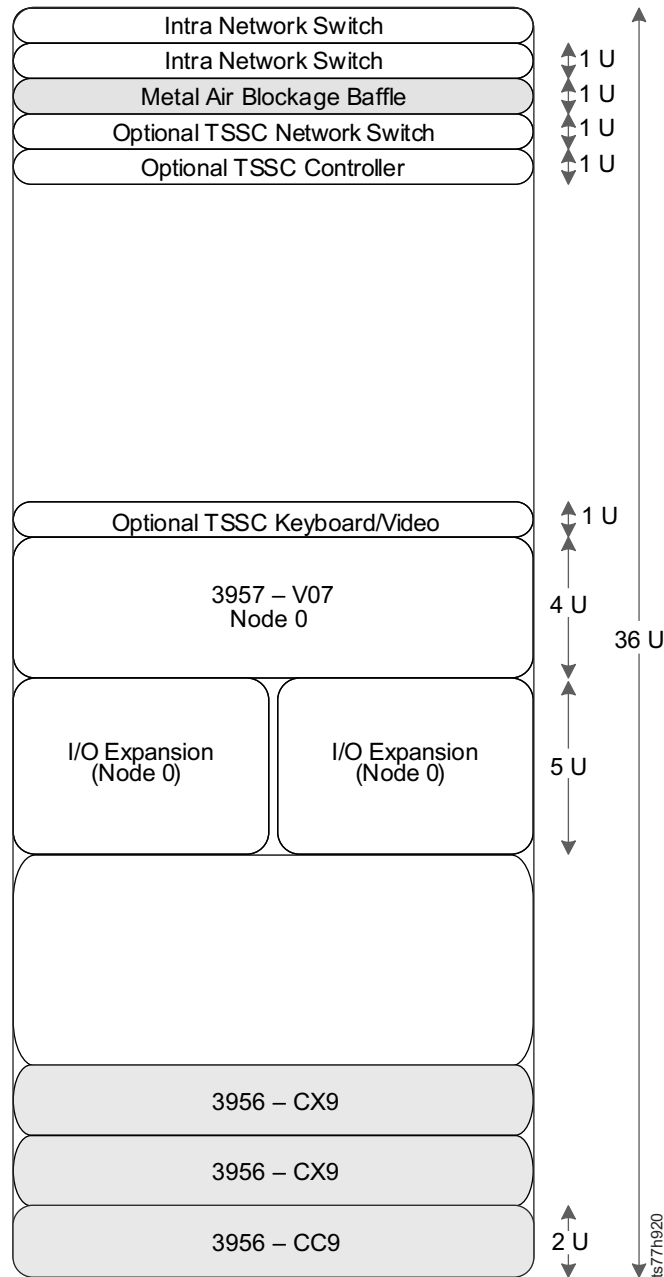 Intra Network Switch
Intra Network Switch
1 U
Metal Air Blockage Baffle
1 U
Optional TSSC Network Switch
1 U
Optional TSSC Controller
1 U
Optional TSSC Keyboard/Video
1 U
3957 – V07
Node 0
4 U
36 U
I/O Expansion
(Node 0)
I/O Expansion
(Node 0)
5 U
3956 – CX9
3956 – CX9
3956 – CC9
2 U
ts77h920